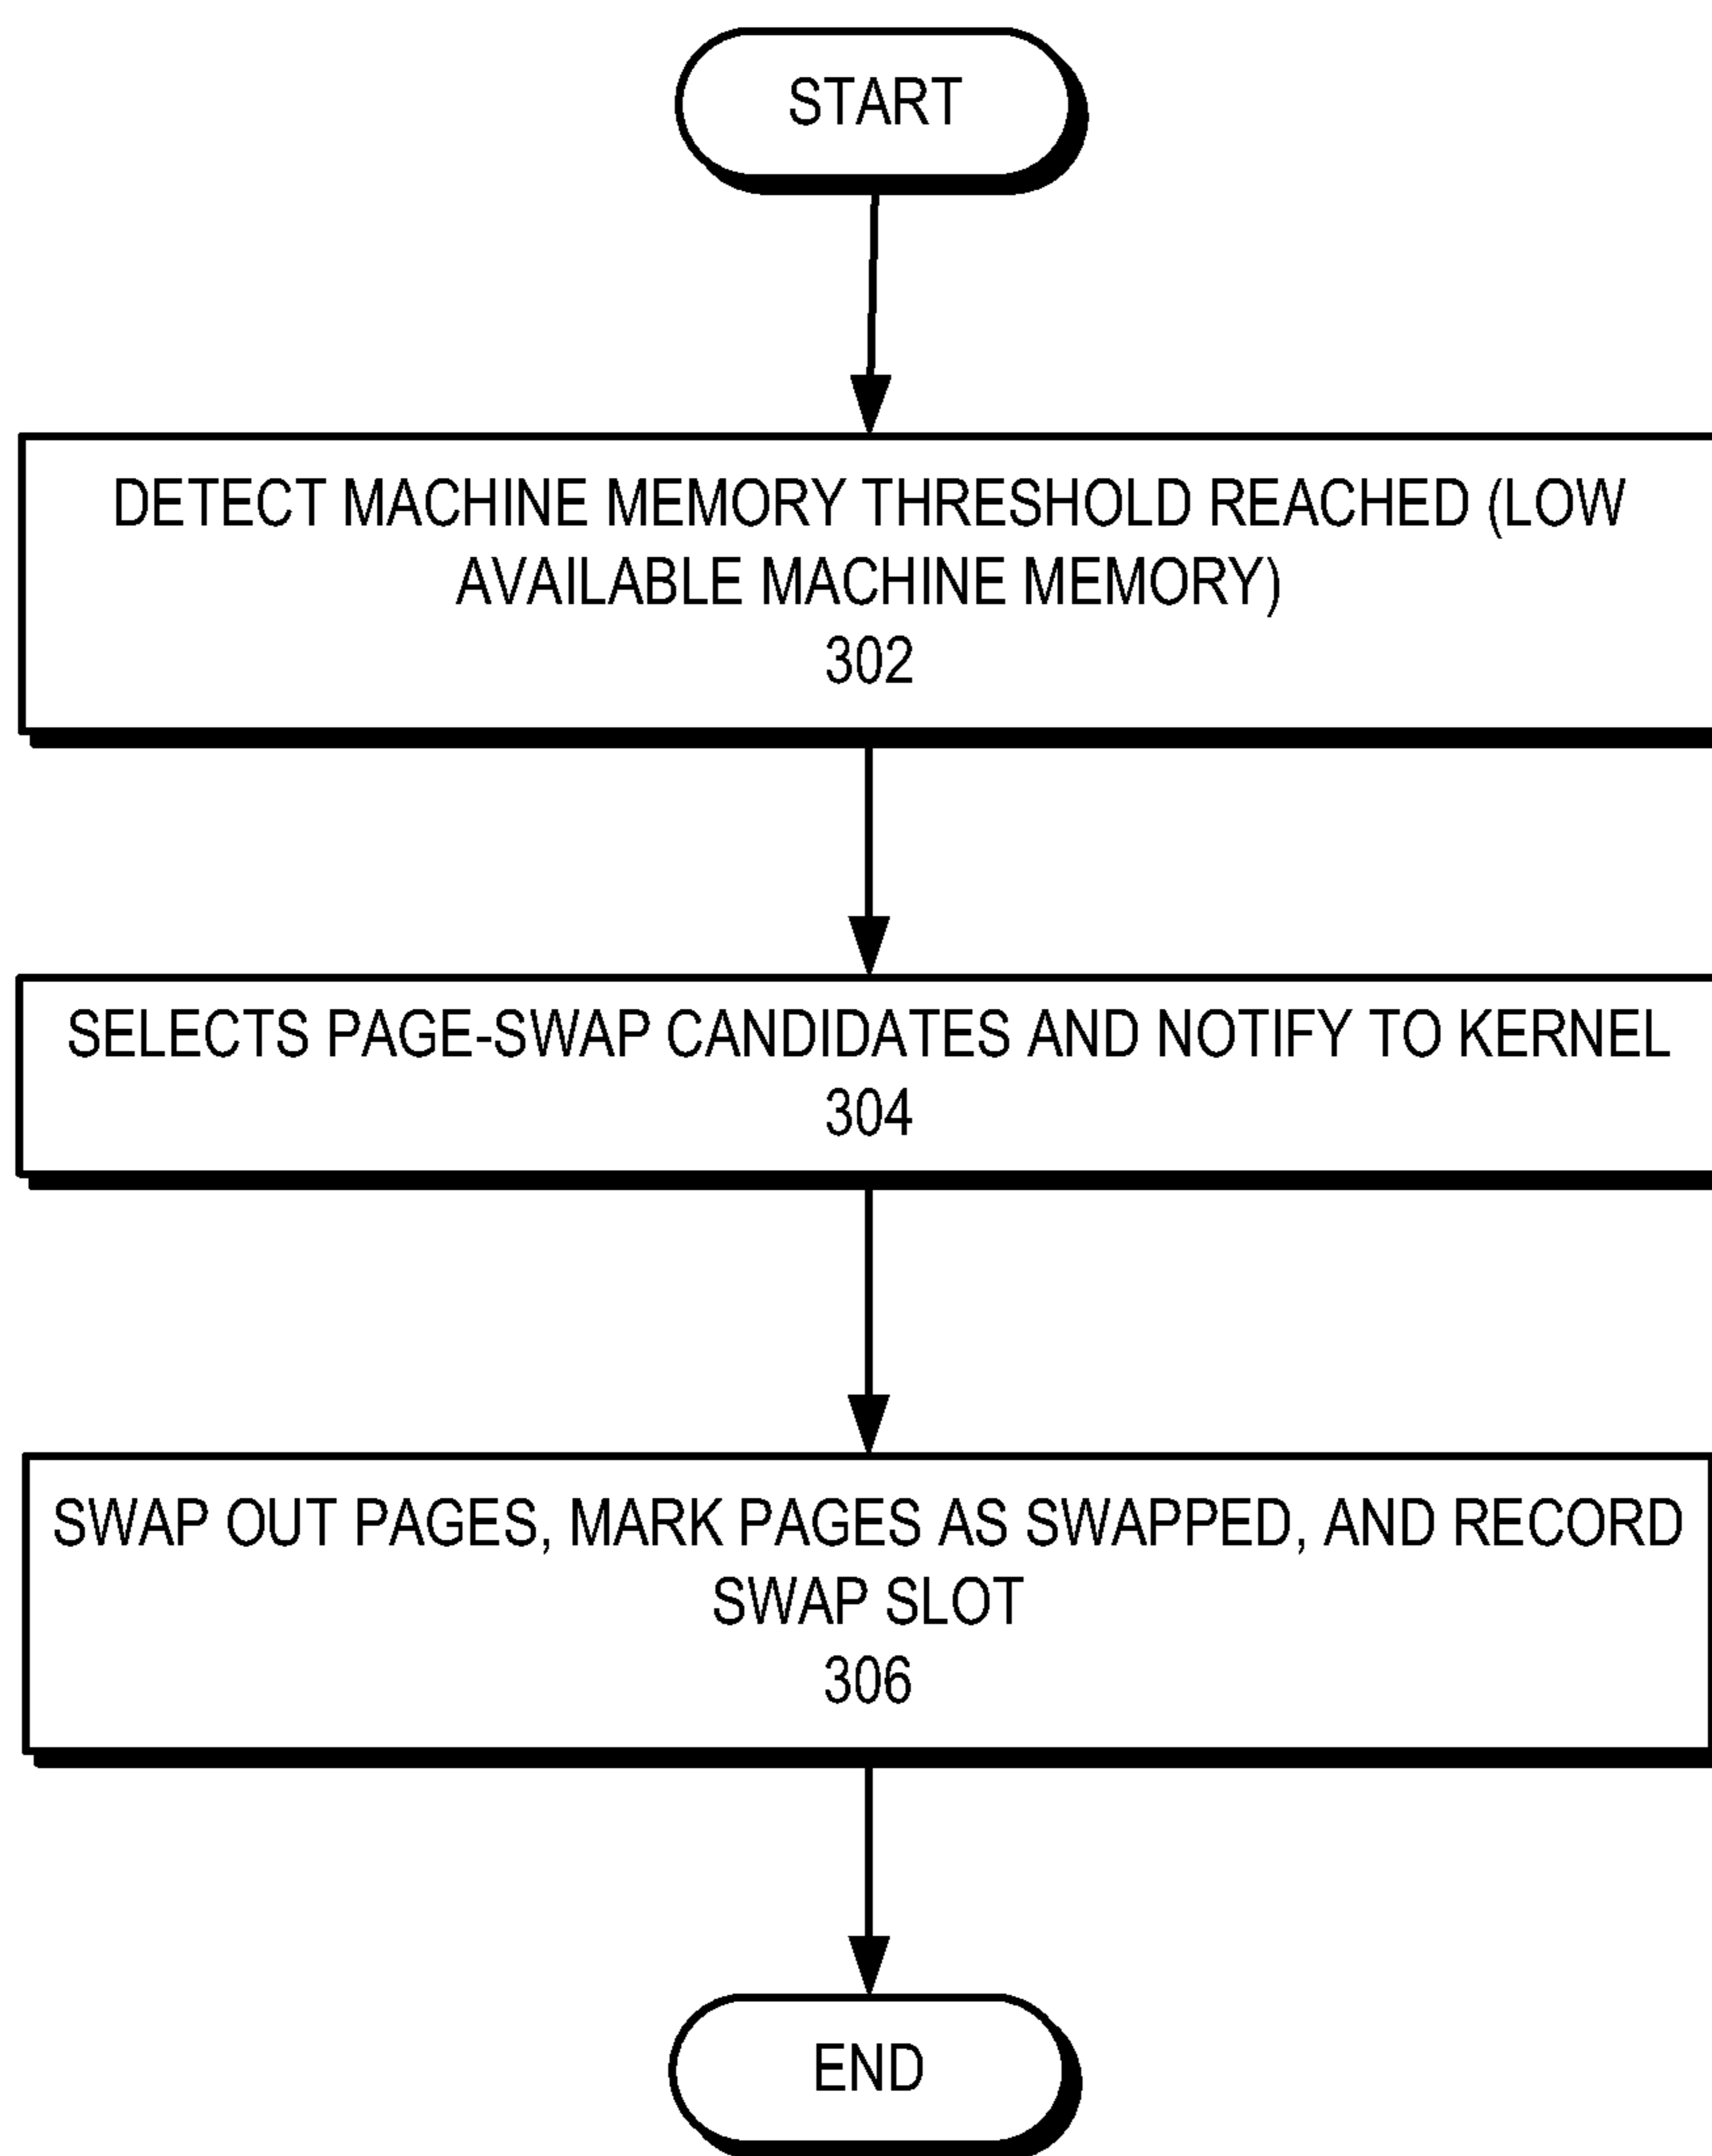 START
DETECT MACHINE MEMORY THRESHOLD REACHED (LOW
AVAILABLE MACHINE MEMORY)
302
SELECTS PAGE-SWAP CANDIDATES AND NOTIFY TO KERNEL
304
SWAP OUT PAGES, MARK PAGES AS SWAPPED, AND RECORD
SWAP SLOT
306
END